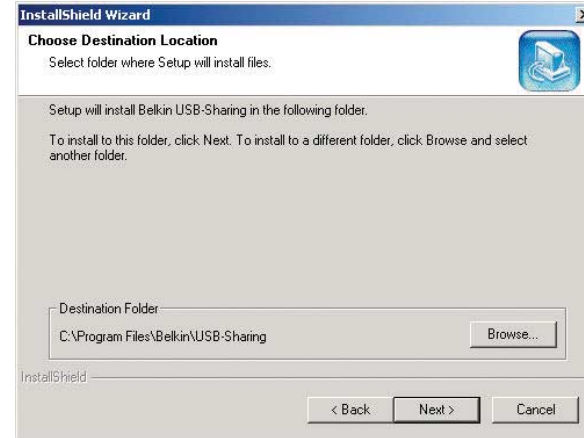 InstallShield Wizard
Choose Destination Location
Select folder where Setup will install files.
Setup will install Belkin USB-Sharing in the following folder.
To install to this folder, click Next. To install to a different folder, click Browse and select
another folder.
Destination Folder
C:\Program Files\Belkin\USB-Sharing
Browse...
InstallShield
< Back
Next >
Cancel